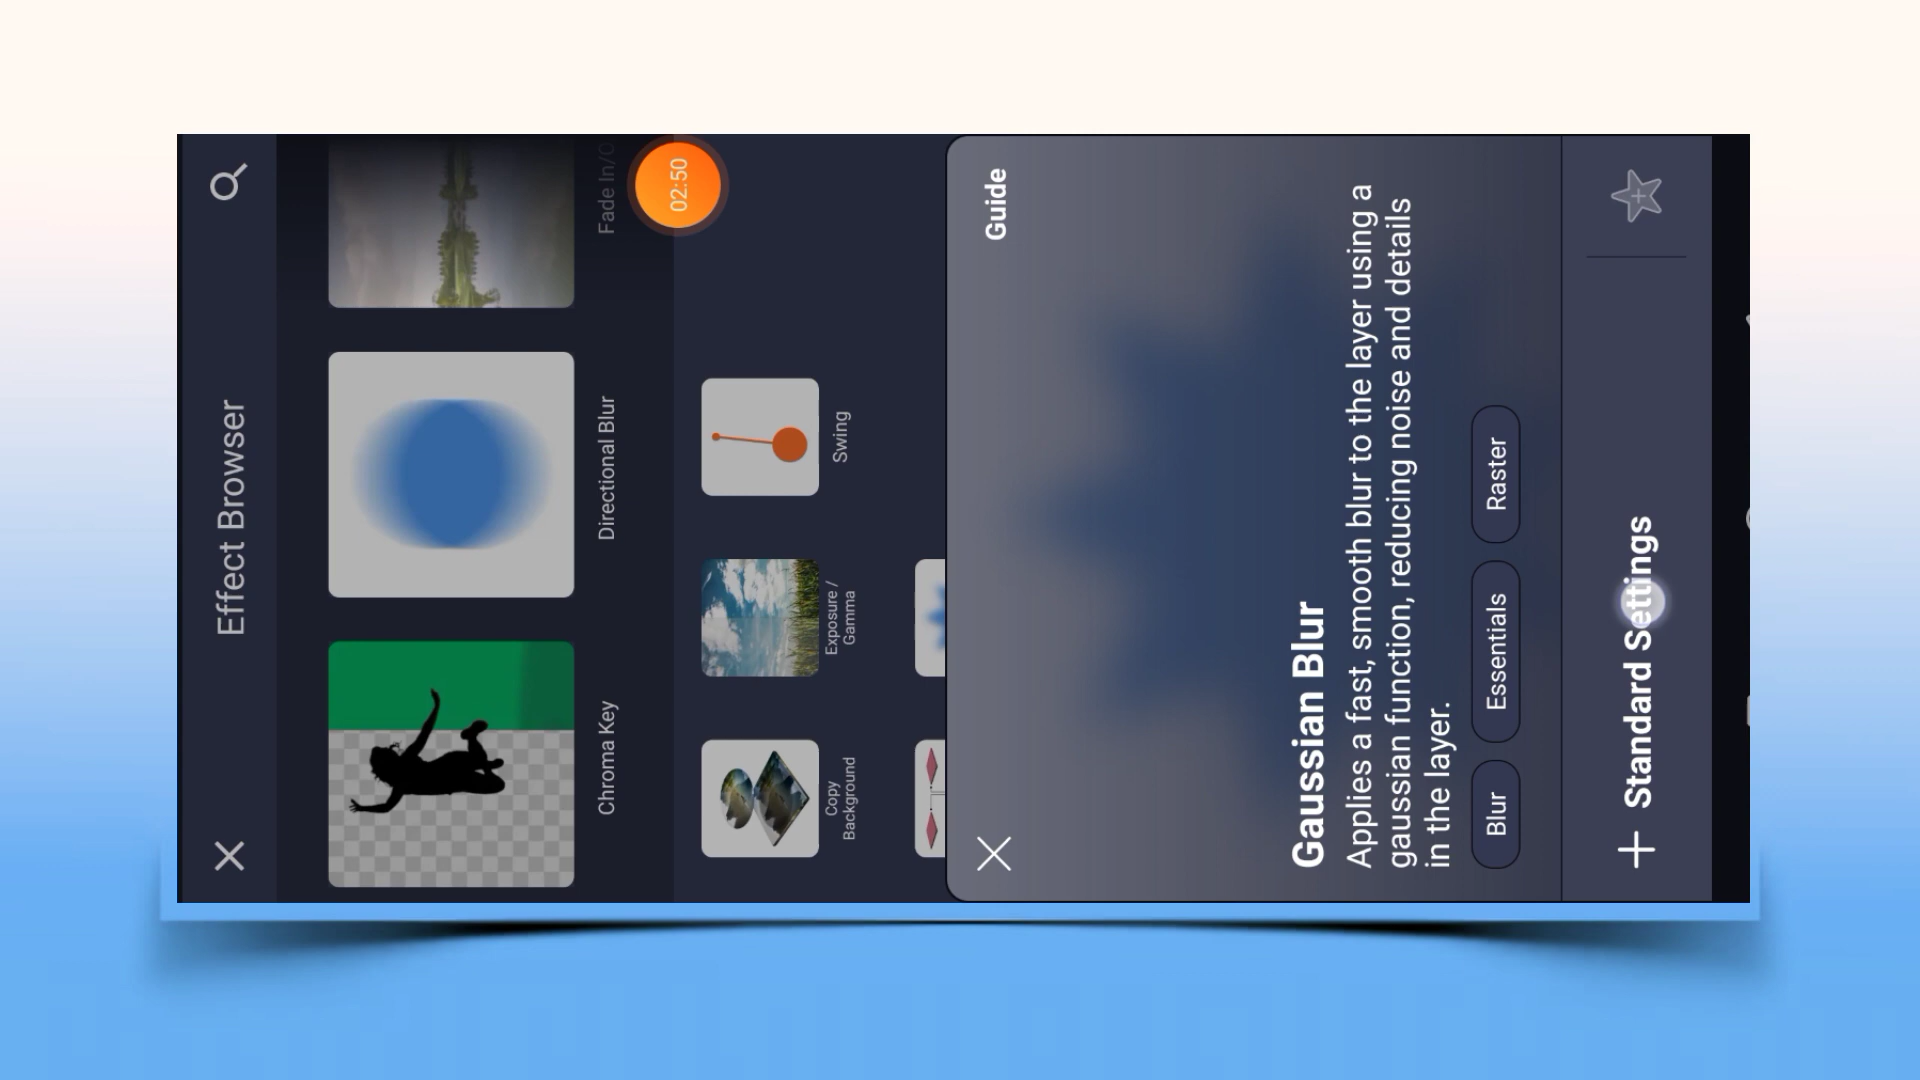 Effect Browser
Chroma Key
Directional Blur
Fade In/O
02:50
Copy
Background
Exposure /
Gamma
Swing
Guide
Gaussian Blur
Applies a fast, smooth blur to the layer using a
gaussian function, reducing noise and details
in the layer.
Blur
Essentials
Raster
+ Standard Settings